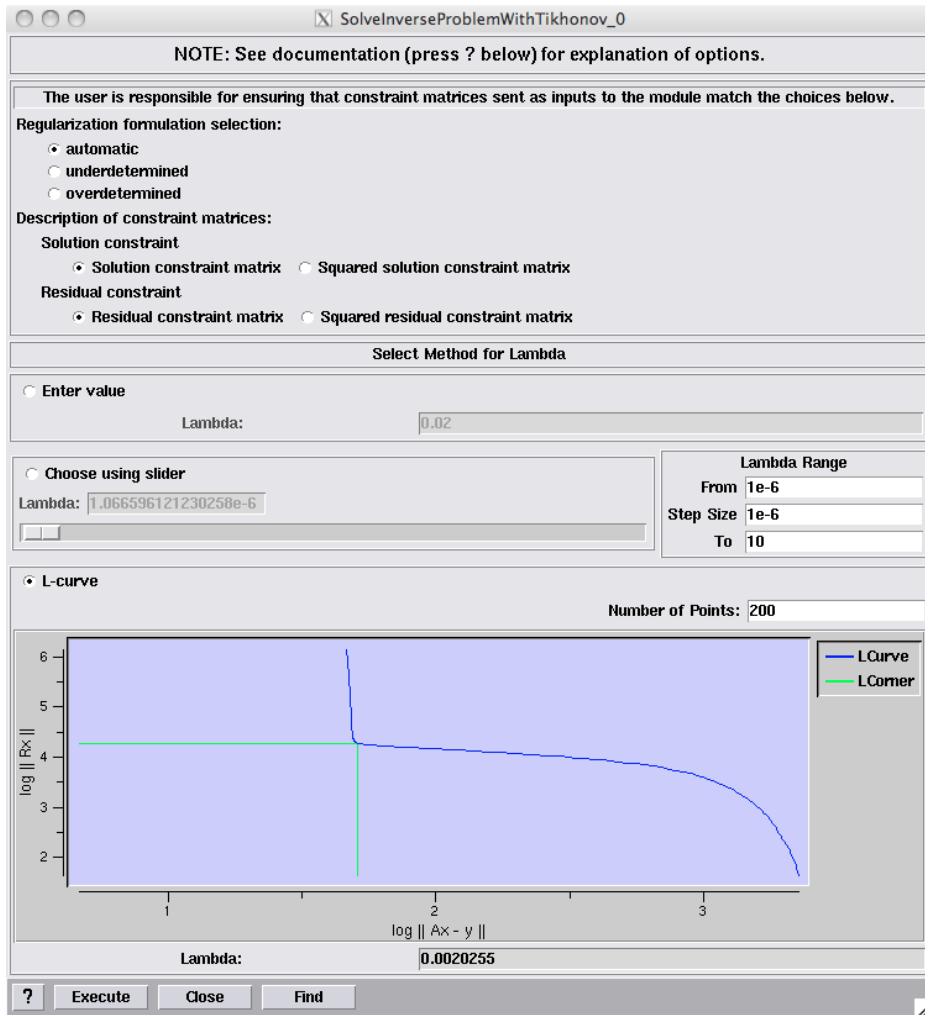 SolveInverseProblemWithTikhonov_0
NOTE: See documentation (press ? below) for explanation of options.
The user is responsible for ensuring that constraint matrices sent as inputs to the module match the choices below.
Regularization formulation selection:
automatic
underdetermined
overdetermined
Description of constraint matrices:
Solution constraint
Solution constraint matrix Squared solution constraint matrix
Residual constraint
Residual constraint matrix Squared residual constraint matrix
Select Method for Lambda
Enter value
Lambda: 0.02
Choose using slider
Lambda: 1.066596121230258e-6
Lambda Range
From 1e-6
Step Size 1e-6
To 10
L-curve
Number of Points: 200
6
5
4
3
2
log || Rx ||
1 2 3
log || Ax - y ||
LCurve
LCorner
Lambda: 0.0020255
? Execute Close Find